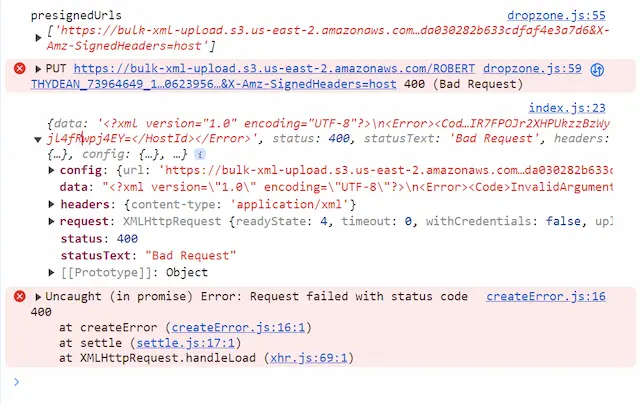 presignedUrls dropzone.js:55
['https://bulk-xml-upload.s3.us-east-2.amazonaws.com…da030282b633cdfaf4e3a7d6&X-
Amz-SignedHeaders=host']
PUT https://bulk-xml-upload.s3.us-east-2.amazonaws.com/ROBERT dropzone.js:59
THYDEAN_73964649_1…0623956…&X-Amz-SignedHeaders=host 400 (Bad Request)
index.js:23
{data: '<?xml version="1.0" encoding="UTF-8"?>\n<Error><Cod…IR7FPOJr2XHPUkzzBzWy
jl4fRwpj4EY=</HostId></Error>', status: 400, statusText: 'Bad Request', headers:
{…}, config: {…}, …}
config: {url: 'https://bulk-xml-upload.s3.us-east-2.amazonaws.com…da030282b633cdf
data: "<?xml version=\"1.0\" encoding=\"UTF-8\"?>\n<Error><Code>InvalidArgument
headers: {content-type: 'application/xml'}
request: XMLHttpRequest {readyState: 4, timeout: 0, withCredentials: false, upl
status: 400
statusText: "Bad Request"
[[Prototype]]: Object
Uncaught (in promise) Error: Request failed with status code createError.js:16
400
at createError (createError.js:16:1)
at settle (settle.js:17:1)
at XMLHttpRequest.handleLoad (xhr.js:69:1)